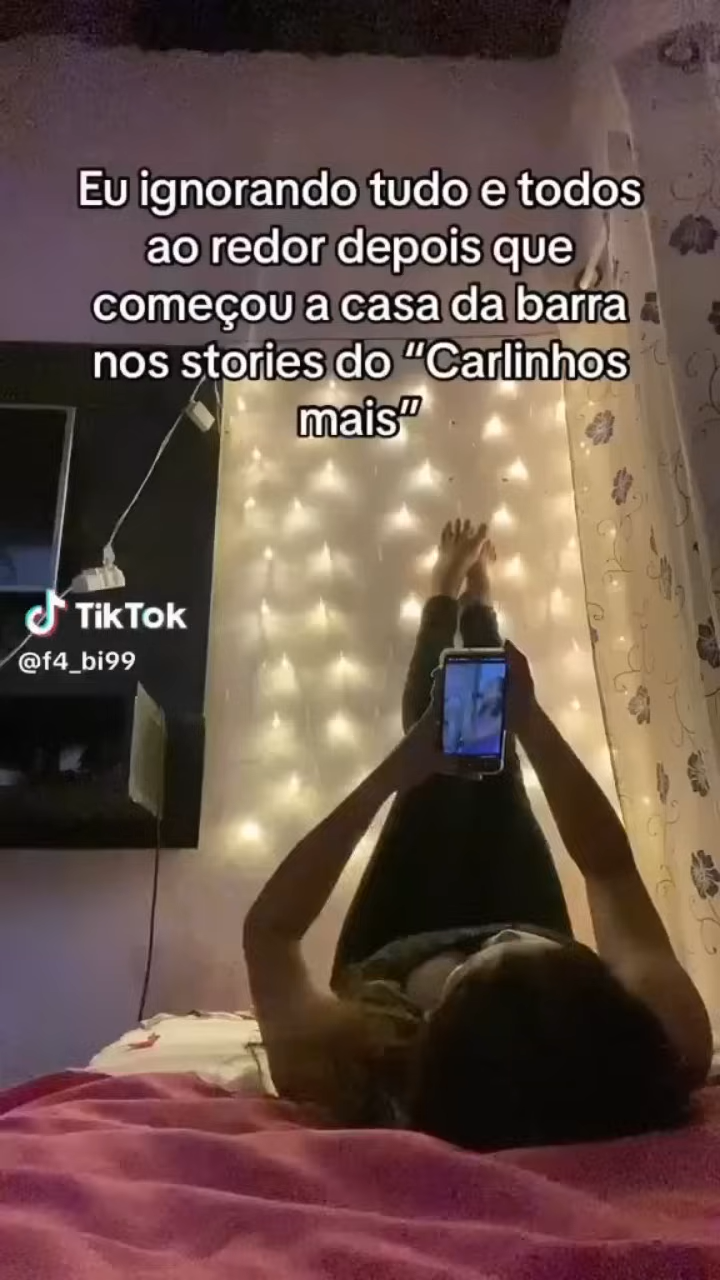 Eu ignorando tudo e todos
ao redor depois que
começou a casa da barra
nos stories do “Carlinhos
mais”
TikTok
@f4_bi99